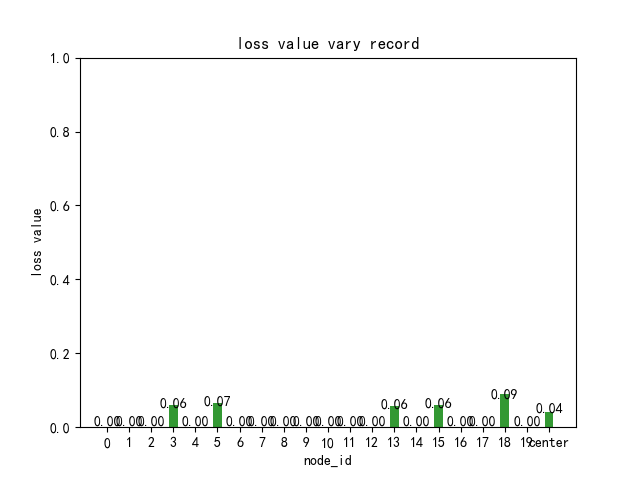 loss value vary record
1.0
0.8
0.6
0.4
0.2
0.0
loss value
0.00 0.00 0.00 0.06 0.00 0.07 0.00 0.00 0.00 0.00 0.00 0.00 0.00 0.06 0.00 0.06 0.00 0.00 0.09 0.00 0.04
0 1 2 3 4 5 6 7 8 9 10 11 12 13 14 15 16 17 18 19 center
node_id